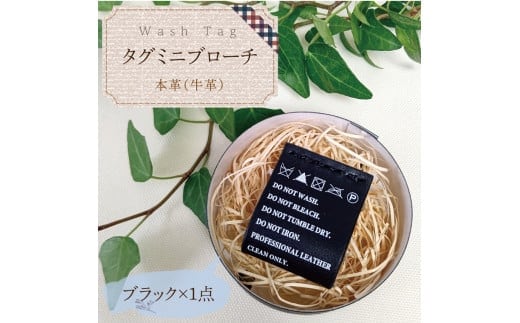 Wash Tag
タグミニブローチ
本革(牛革)
P
DO NOT WASH.
DO NOT BLEACH.
DO NOT TUMBLE DRY.
DO NOT IRON.
PROFESSIONAL LEATHER
CLEAN ONLY.
ブラック×1点